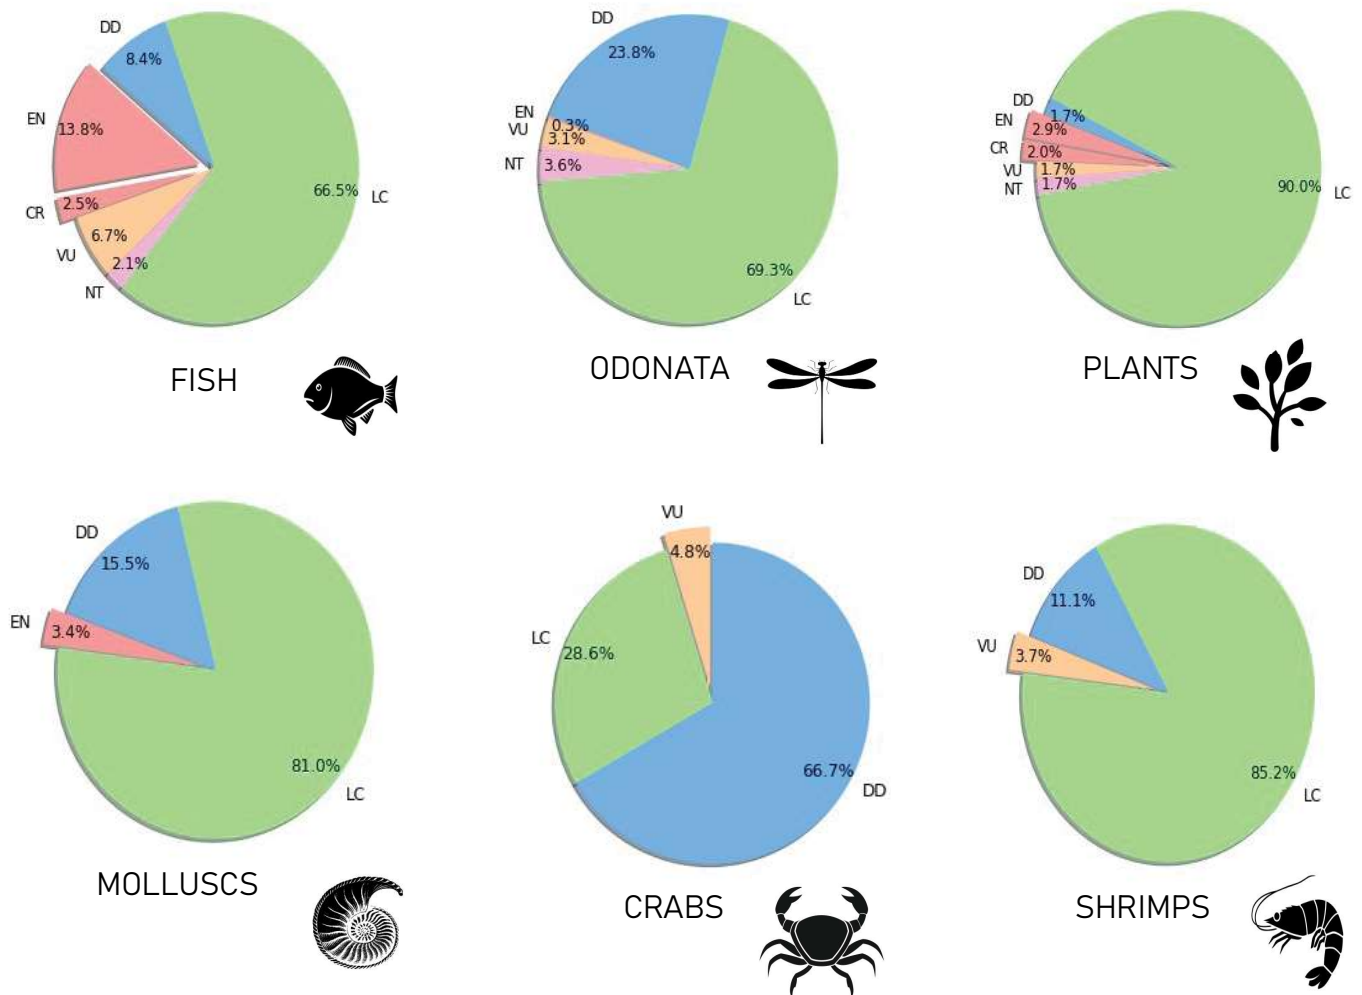 DD
8.4%
EN
13.8%
66.5%
LC
CR
2.5%
VU
6.7%
NT
2.1%
FISH
DD
23.8%
EN
0.3%
VU
3.1%
NT
3.6%
69.3%
LC
ODONATA
DD
1.7%
EN
2.9%
CR
2.0%
VU
1.7%
NT
1.7%
90.0%
LC
PLANTS
DD
15.5%
EN
3.4%
81.0%
LC
MOLLUSCS
VU
4.8%
LC
28.6%
66.7%
DD
CRABS
DD
11.1%
VU
3.7%
85.2%
LC
SHRIMPS